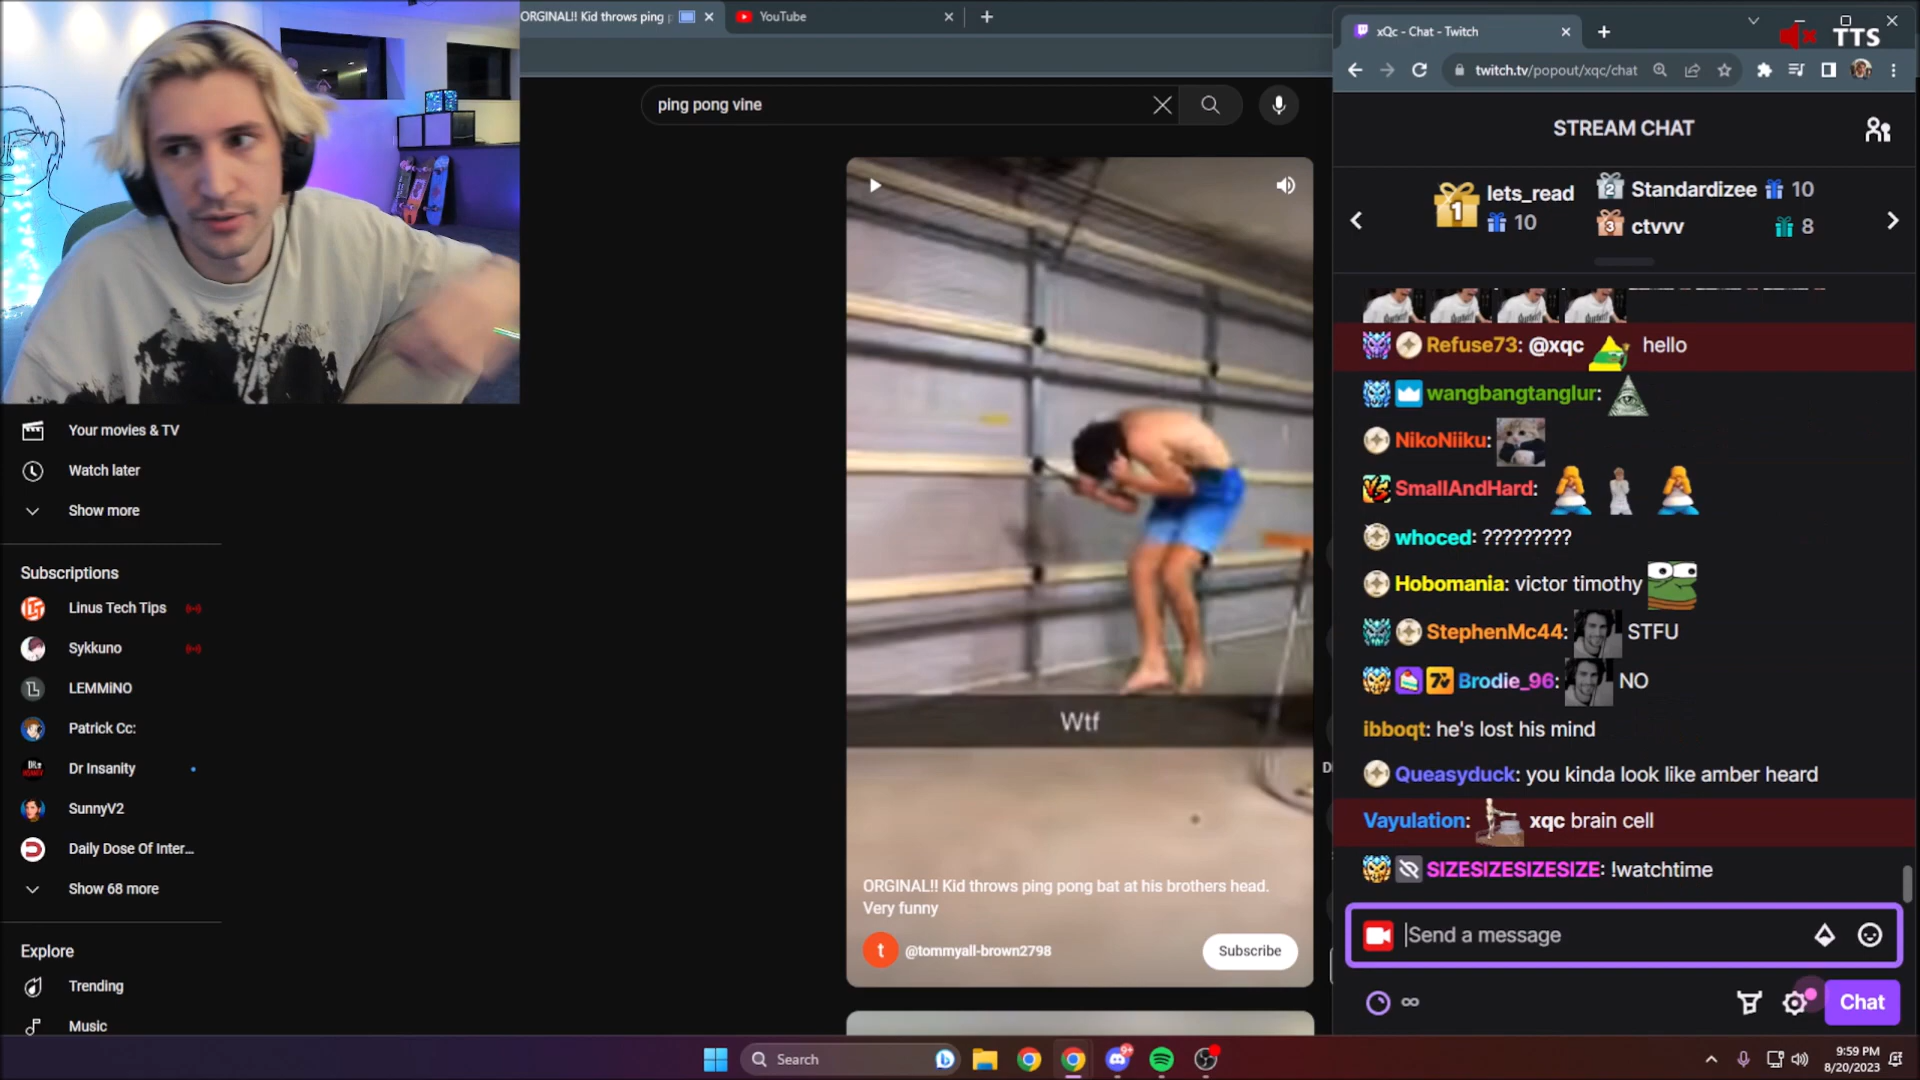 ORGINAL!! Kid throws ping
YouTube
xQc - Chat - Twitch
TTS
twitch.tv/popout/xqc/chat
ping pong vine
STREAM CHAT
1
lets_read
10
2
Standardizee
10
3
ctvvv
8
Refuse73: @xqc hello
wangbangtanglur:
NikoNiiku:
SmallAndHard:
whoced: ?????????
Hobomania: victor timothy
StephenMc44: STFU
Brodie_96: NO
ibboqt: he's lost his mind
Queasyduck: you kinda look like amber heard
Vayulation: xqc brain cell
SIZESIZESIZESIZE: !watchtime
Send a message
Chat
Your movies & TV
Watch later
Show more
Subscriptions
Linus Tech Tips
Sykkuno
LEMMiNO
Patrick Cc:
Dr Insanity
SunnyV2
Daily Dose Of Inter...
Show 68 more
Explore
Trending
Music
Wtf
ORGINAL!! Kid throws ping pong bat at his brothers head.
Very funny
t
@tommyall-brown2798
Subscribe
Search
9+
9:59 PM
8/20/2023